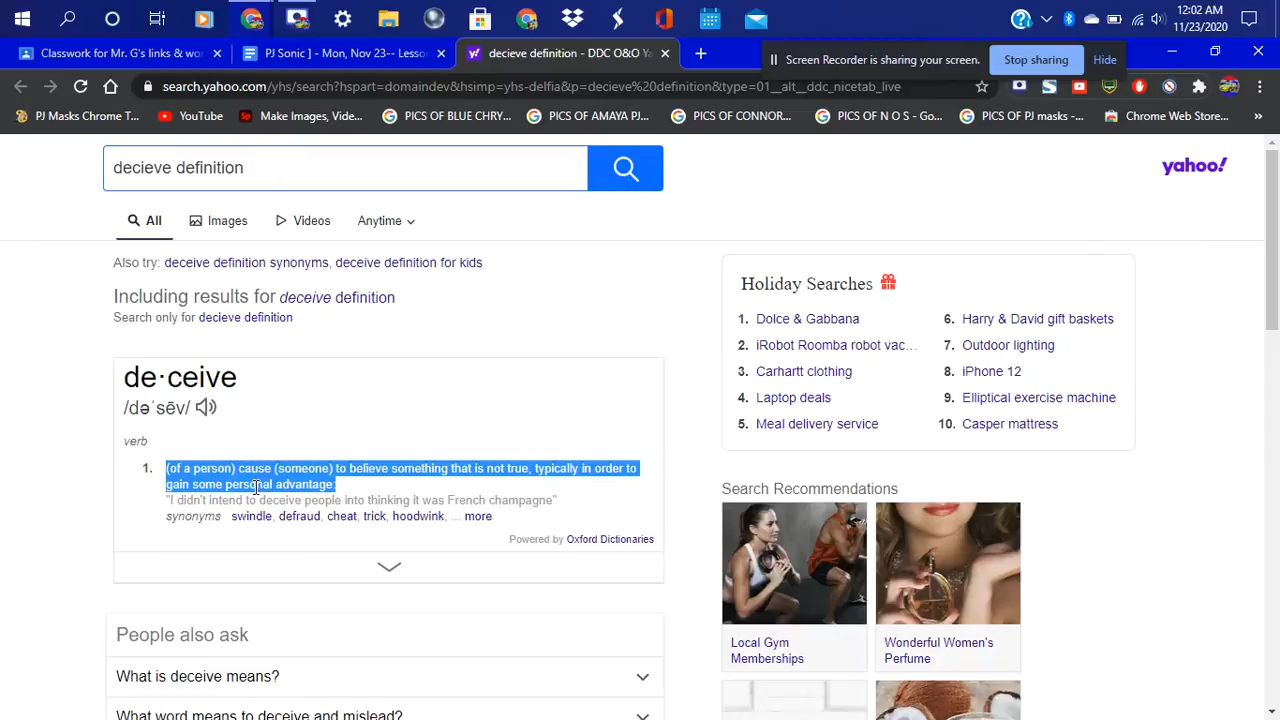 12:02 AM
11/23/2020
Classwork for Mr. G's links & wo
PJ Sonic ] - Mon, Nov 23-- Lesso
decieve definition - DDC O&O Ya
Screen Recorder is sharing your screen.
Stop sharing
Hide
search.yahoo.com/yhs/search?hspart=domaindev&hsimp=yhs-delfia&p=decieve%20definition&type=01__alt__ddc_nicetab_live
PJ Masks Chrome T...
YouTube
Make Images, Vide...
PICS OF BLUE CHRY...
PICS OF AMAYA PJ...
PICS OF CONNOR...
PICS OF N O S - Go...
PICS OF PJ masks -...
Chrome Web Store...
decieve definition
yahoo!
All
Images
Videos
Anytime
Also try: deceive definition synonyms, deceive definition for kids
Including results for deceive definition
Search only for decieve definition
de·ceive
/dəˈsēv/
verb
1. (of a person) cause (someone) to believe something that is not true, typically in order to
gain some personal advantage:
"I didn't intend to deceive people into thinking it was French champagne"
synonyms swindle, defraud, cheat, trick, hoodwink, ... more
Powered by Oxford Dictionaries
People also ask
What is deceive means?
What word means to deceive and mislead?
Holiday Searches
1. Dolce & Gabbana
2. iRobot Roomba robot vac...
3. Carhartt clothing
4. Laptop deals
5. Meal delivery service
6. Harry & David gift baskets
7. Outdoor lighting
8. iPhone 12
9. Elliptical exercise machine
10. Casper mattress
Search Recommendations
Local Gym
Memberships
Wonderful Women's
Perfume